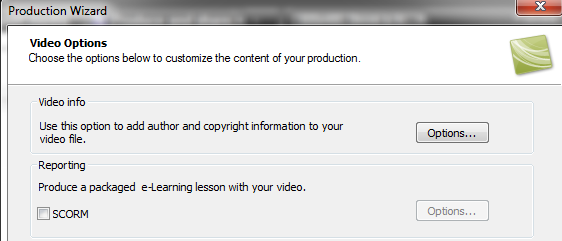 Production Wizard
Video Options
Choose the options below to customize the content of your production.
Video info
Use this option to add author and copyright information to your
video file.
Options...
Reporting
Produce a packaged e-Learning lesson with your video.
SCORM
Options...